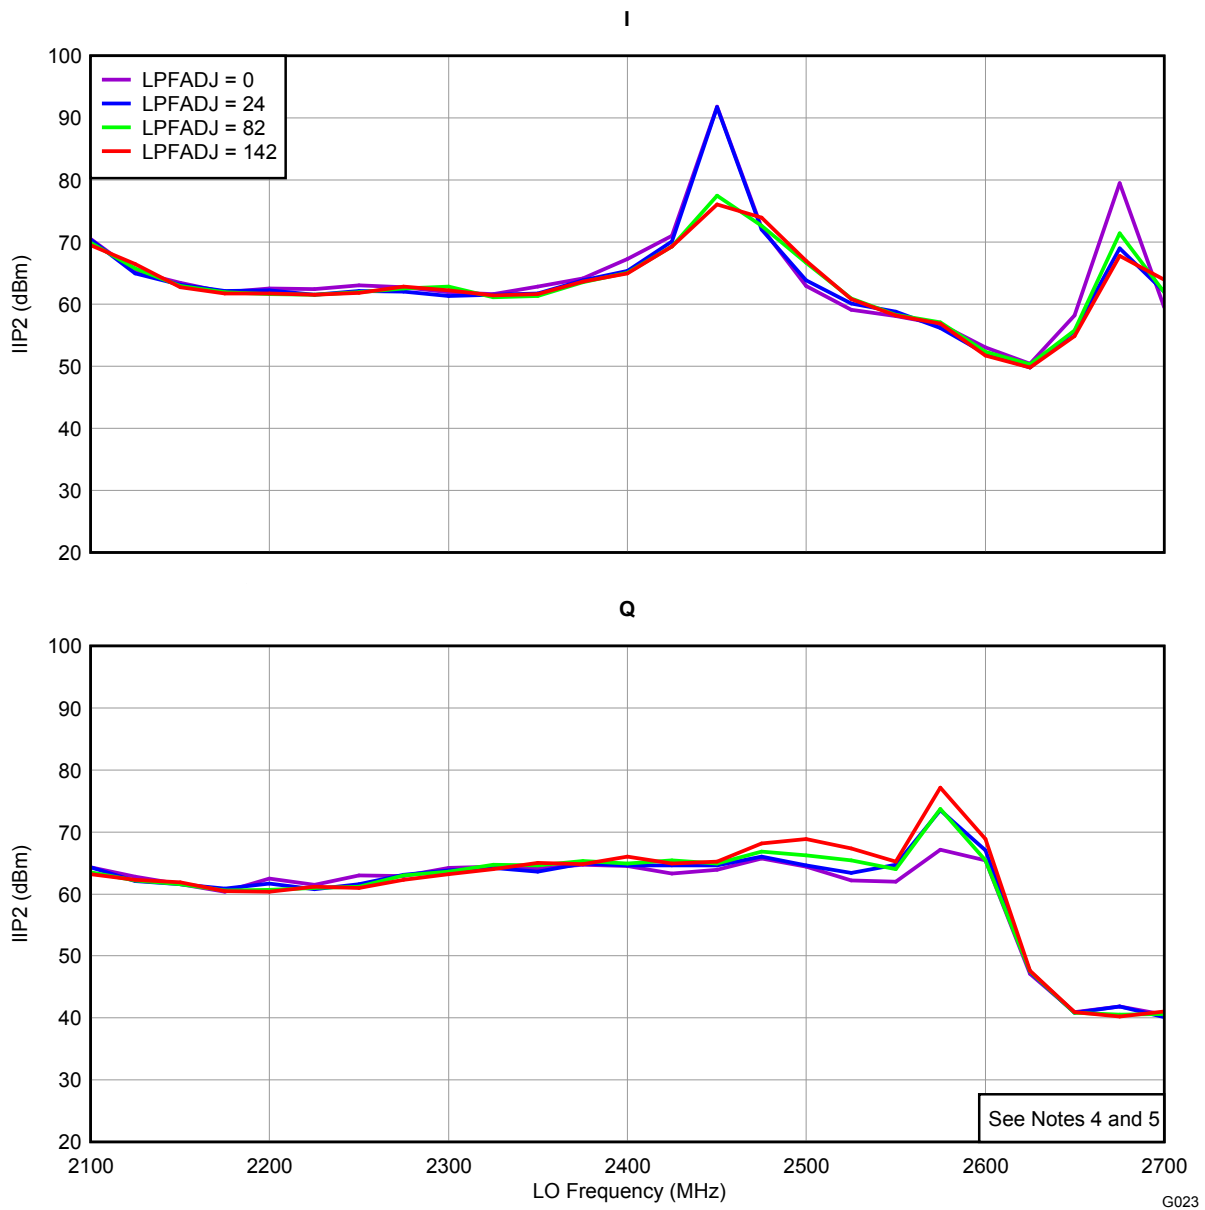 I
100
90
80
70
60
50
40
30
20
IIP2 (dBm)
LPFADJ = 0
LPFADJ = 24
LPFADJ = 82
LPFADJ = 142
Q
100
90
80
70
60
50
40
30
20
IIP2 (dBm)
See Notes 4 and 5
2100 2200 2300 2400 2500 2600 2700
LO Frequency (MHz)
G023